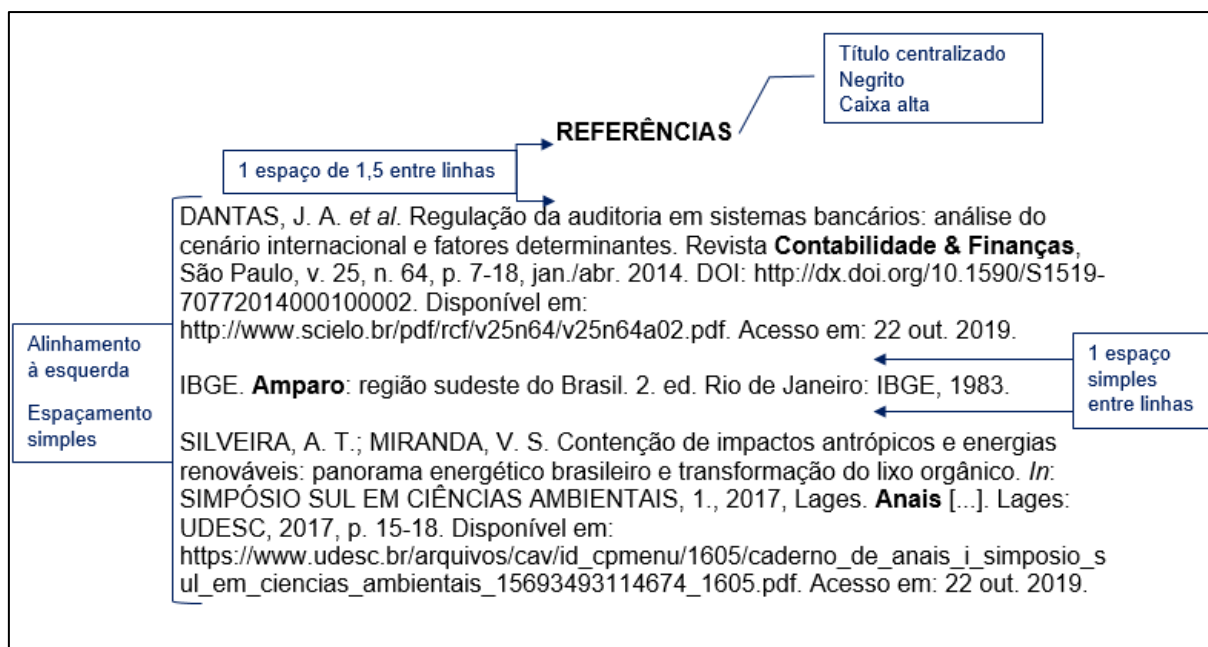 Título centralizado
Negrito
Caixa alta
REFERÊNCIAS
1 espaço de 1,5 entre linhas
DANTAS, J. A. et al. Regulação da auditoria em sistemas bancários: análise do
cenário internacional e fatores determinantes. Revista Contabilidade & Finanças,
São Paulo, v. 25, n. 64, p. 7-18, jan./abr. 2014. DOI: http://dx.doi.org/10.1590/S1519-
70772014000100002. Disponível em:
http://www.scielo.br/pdf/rcf/v25n64/v25n64a02.pdf. Acesso em: 22 out. 2019.
Alinhamento
à esquerda
Espaçamento
simples
1 espaço
simples
entre linhas
IBGE. Amparo: região sudeste do Brasil. 2. ed. Rio de Janeiro: IBGE, 1983.
SILVEIRA, A. T.; MIRANDA, V. S. Contenção de impactos antrópicos e energias
renováveis: panorama energético brasileiro e transformação do lixo orgânico. In:
SIMPÓSIO SUL EM CIÊNCIAS AMBIENTAIS, 1., 2017, Lages. Anais [...]. Lages:
UDESC, 2017, p. 15-18. Disponível em:
https://www.udesc.br/arquivos/cav/id_cpmenu/1605/caderno_de_anais_i_simposio_s
ul_em_ciencias_ambientais_15693493114674_1605.pdf. Acesso em: 22 out. 2019.